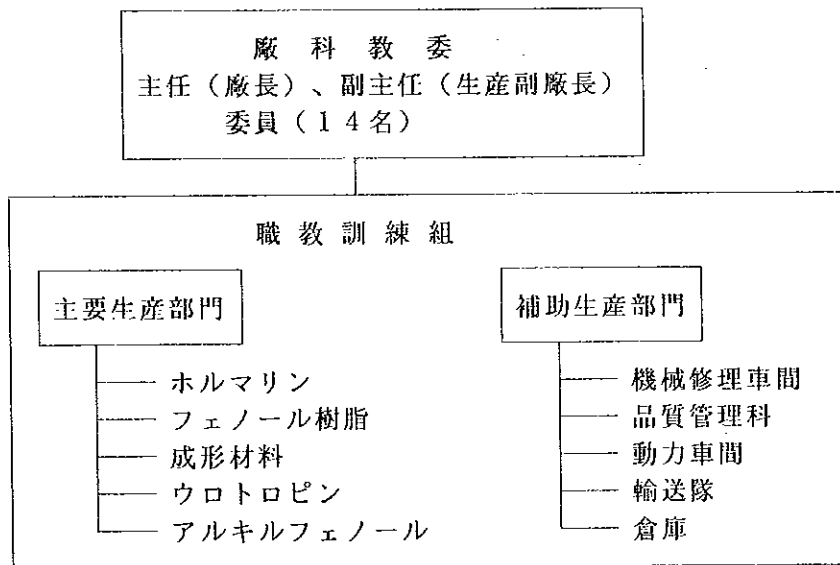 廠科教委
主任（廠長）、副主任（生産副廠長）
委員（１４名）
職教訓練組
主要生産部門
ホルマリン
フェノール樹脂
成形材料
ウロトロピン
アルキルフェノール
補助生産部門
機械修理車間
品質管理科
動力車間
輸送隊
倉庫